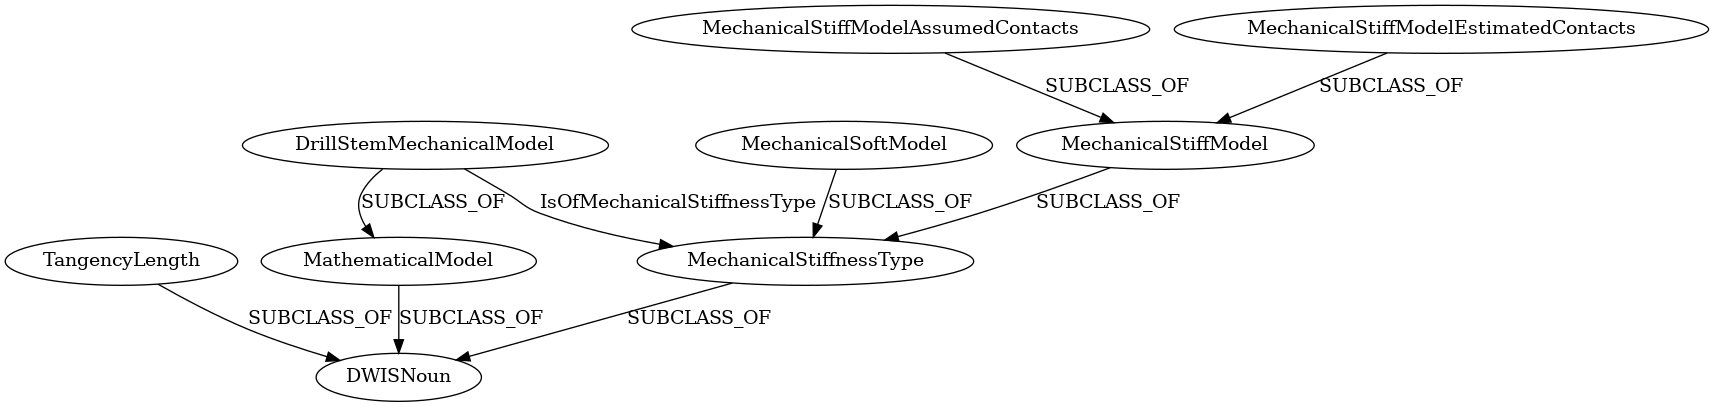 MechanicalStiffModelAssumedContacts
MechanicalStiffModelEstimatedContacts
SUBCLASS_OF
SUBCLASS_OF
DrillStemMechanicalModel
MechanicalSoftModel
MechanicalStiffModel
SUBCLASS_OF
IsOfMechanicalStiffnessType
SUBCLASS_OF
SUBCLASS_OF
TangencyLength
MathematicalModel
MechanicalStiffnessType
SUBCLASS_OF
SUBCLASS_OF
SUBCLASS_OF
DWISNoun